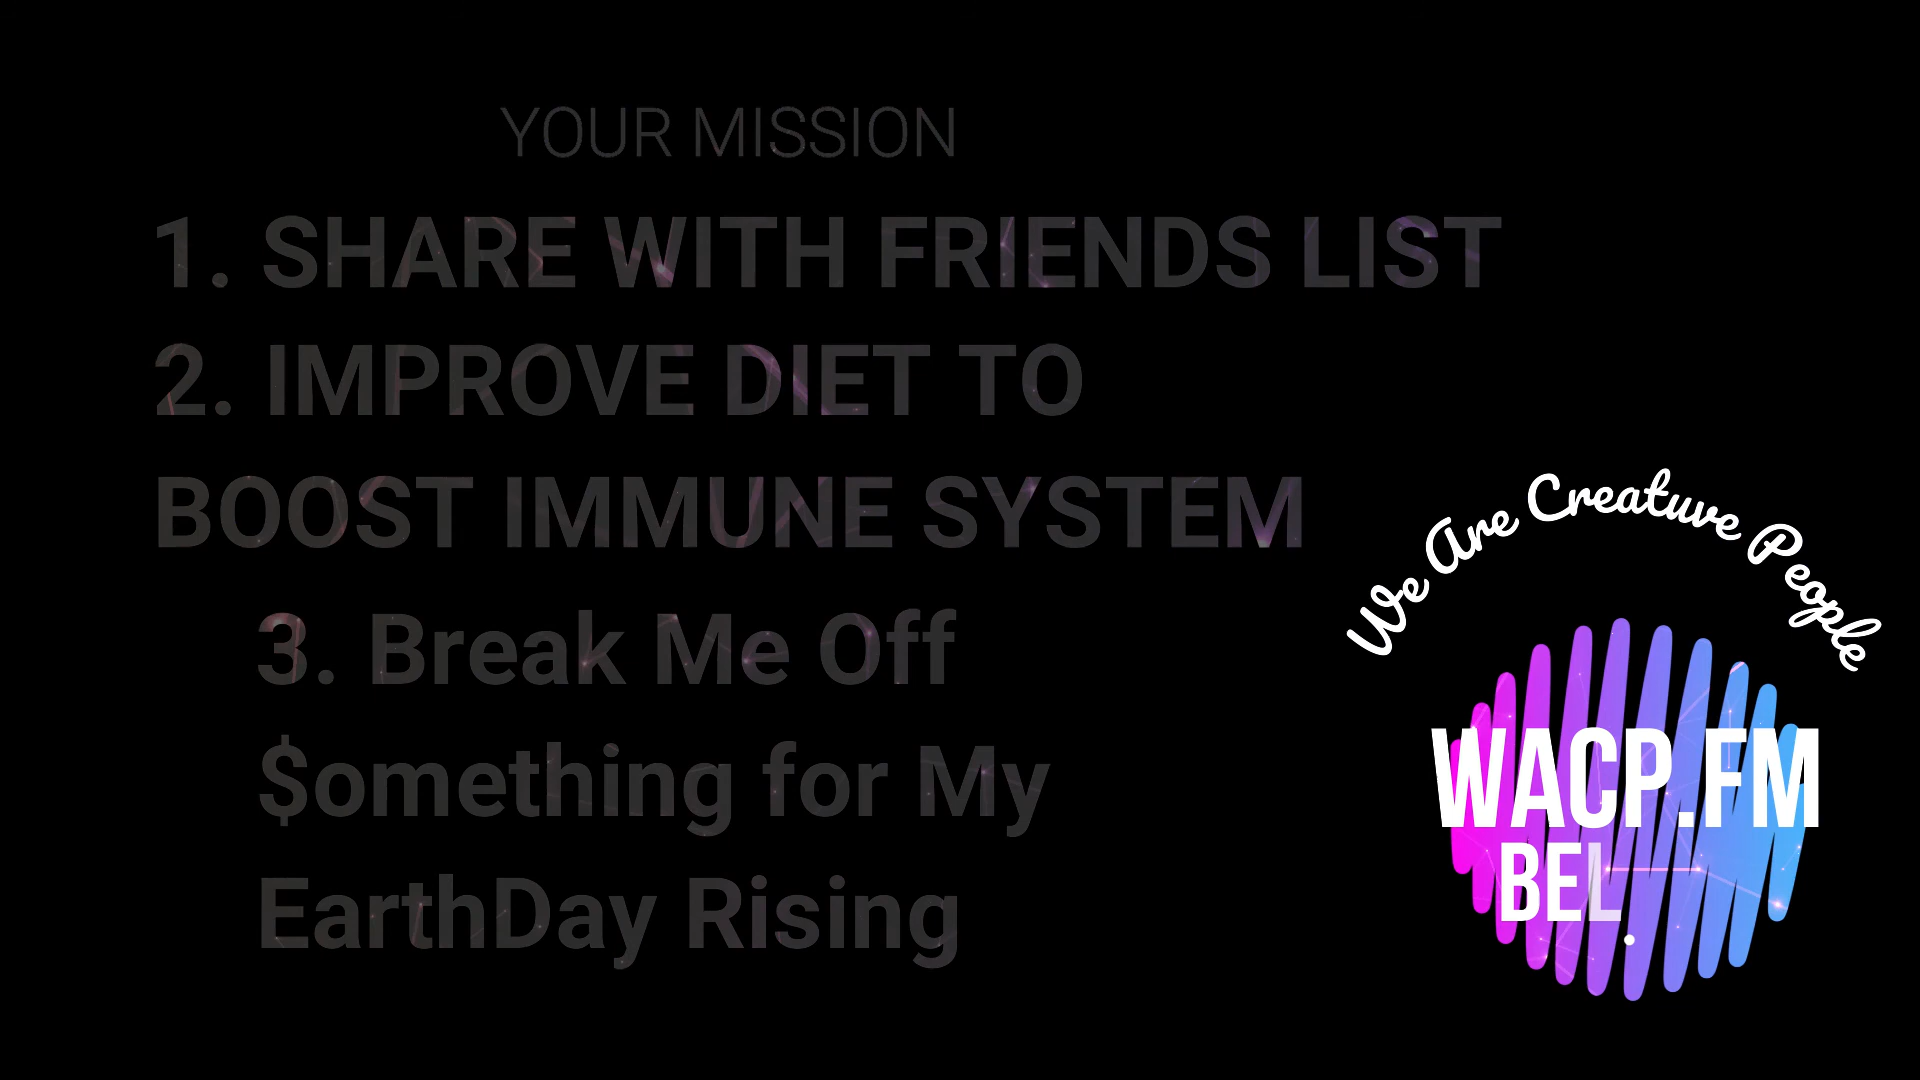 YOUR MISSION
1. SHARE WITH FRIENDS LIST
2. IMPROVE DIET TO
BOOST IMMUNE SYSTEM
3. Break Me Off
$omething for My
EarthDay Rising
We Are Creatuve People
WACP.FM
BEL